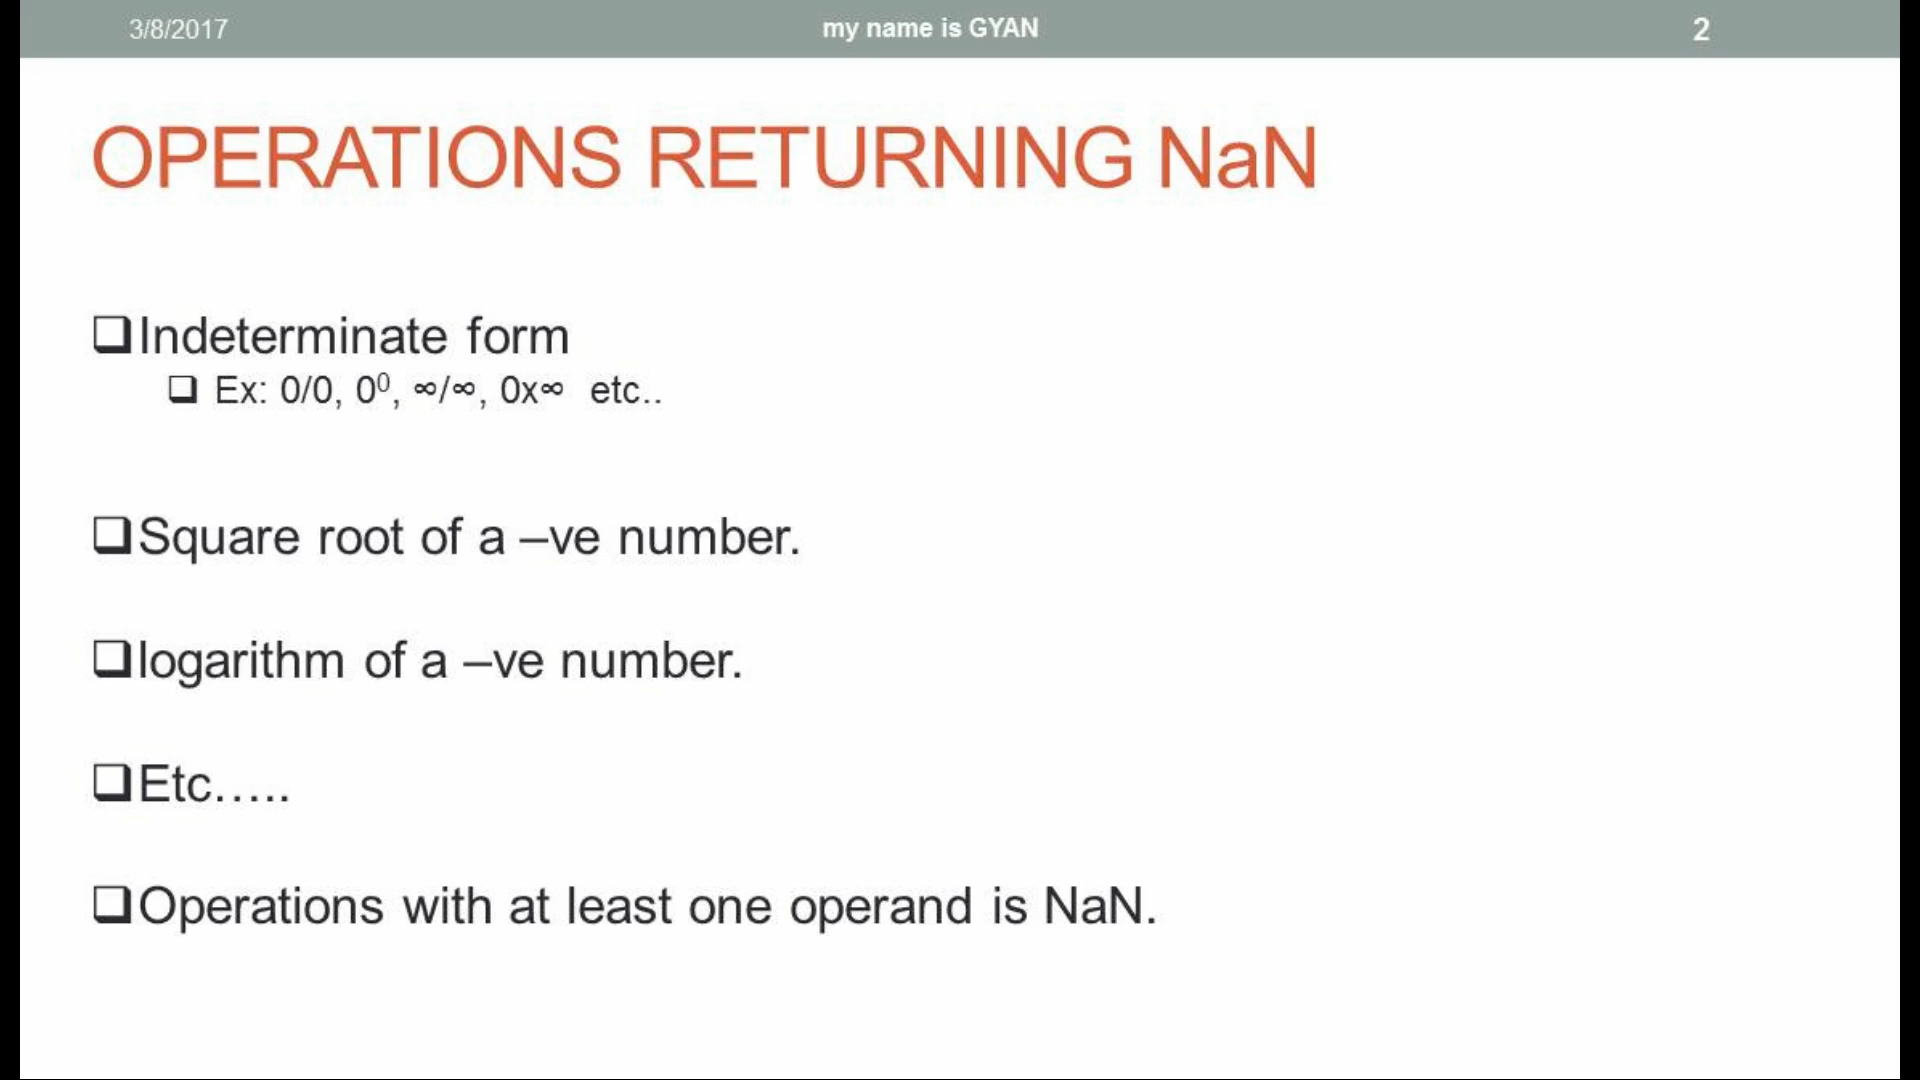 3/8/2017 my name is GYAN 2
OPERATIONS RETURNING NaN
❑Indeterminate form
❑ Ex: 0/0, 0⁰, ∞/∞, 0x∞ etc..
❑Square root of a –ve number.
❑logarithm of a –ve number.
❑Etc…..
❑Operations with at least one operand is NaN.